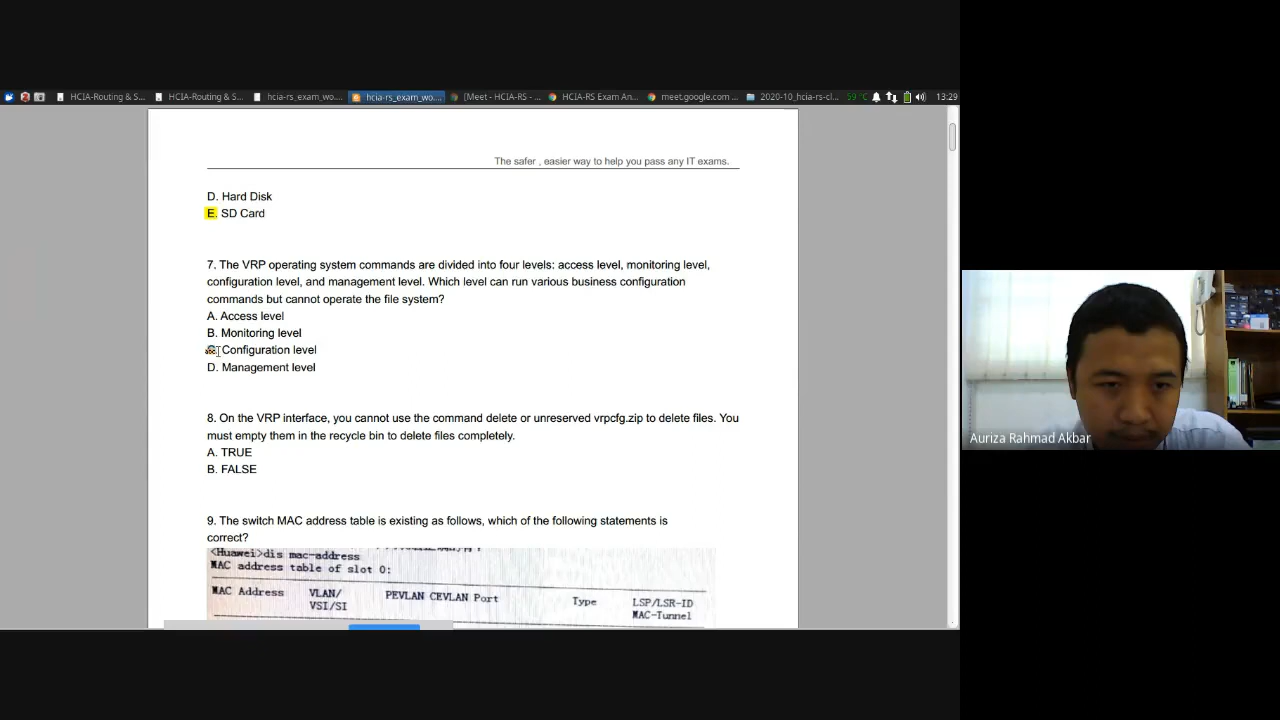 HCIA-Routing & S... HCIA-Routing & S... hcia-rs_exam_wo... hcia-rs_exam_wo... [Meet - HCIA-RS - ... HCIA-RS Exam An... meet.google.com ... 2020-10_hcia-rs-cl... 59 °C 13:29
The safer , easier way to help you pass any IT exams.
D. Hard Disk
E. SD Card
7. The VRP operating system commands are divided into four levels: access level, monitoring level,
configuration level, and management level. Which level can run various business configuration
commands but cannot operate the file system?
A. Access level
B. Monitoring level
Configuration level
D. Management level
8. On the VRP interface, you cannot use the command delete or unreserved vrpcfg.zip to delete files. You
must empty them in the recycle bin to delete files completely.
A. TRUE
B. FALSE
9. The switch MAC address table is existing as follows, which of the following statements is
correct?
<Huawei>dis mac-address
MAC address table of slot 0:
MAC Address VLAN/ PEVLAN CEVLAN Port Type LSP/LSR-ID
VSI/SI MAC-Tunnel
Auriza Rahmad Akbar